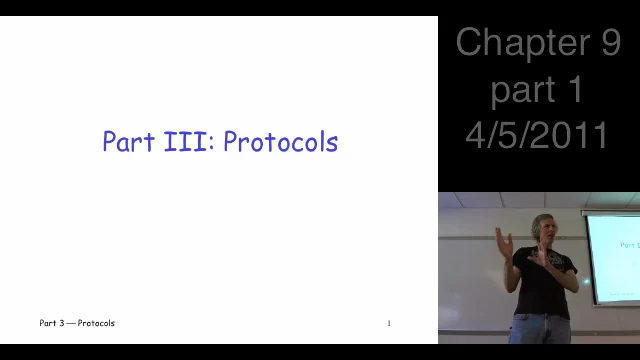 Part III: Protocols
Part 3 — Protocols
1
Chapter 9
part 1
4/5/2011